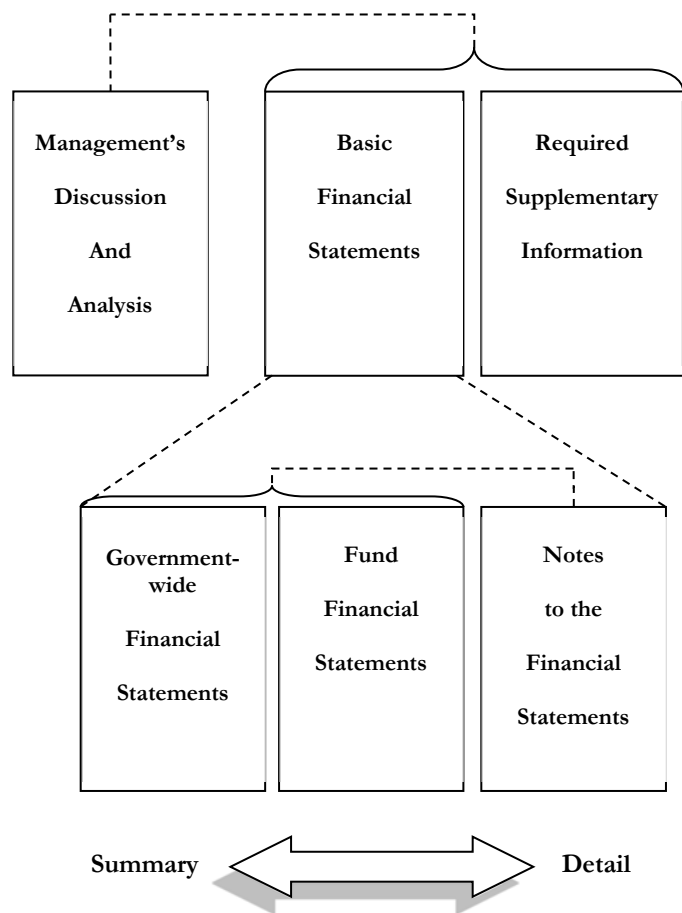 Management’s
Discussion
And
Analysis
Basic
Financial
Statements
Required
Supplementary
Information
Government-
wide
Financial
Statements
Fund
Financial
Statements
Notes
to the
Financial
Statements
Summary
Detail